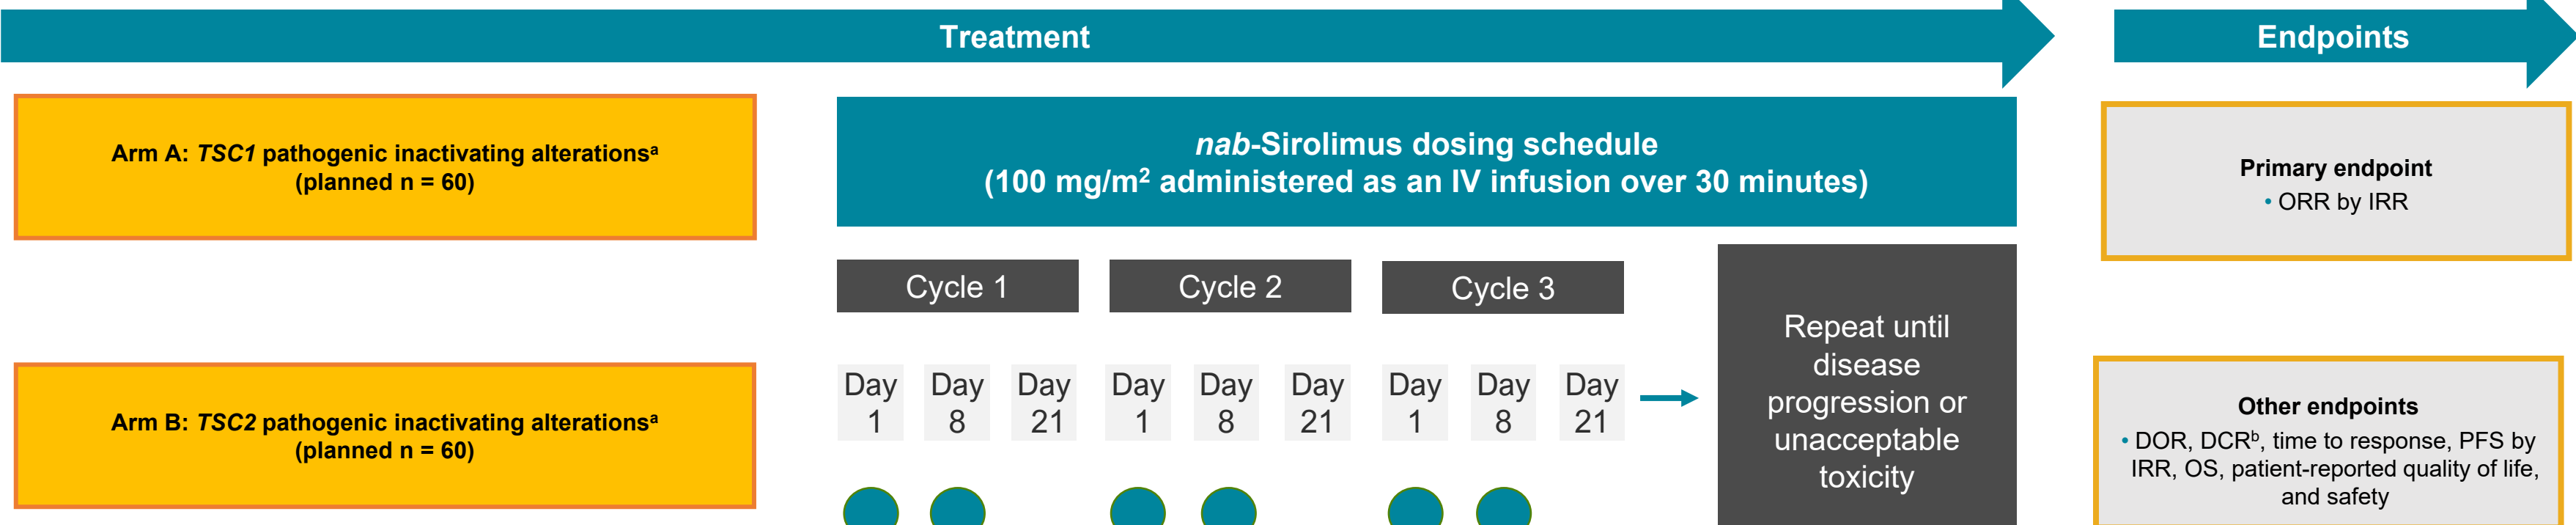 Treatment
Endpoints
Arm A: TSC1 pathogenic inactivating alterationsᵃ
(planned n = 60)
Arm B: TSC2 pathogenic inactivating alterationsᵃ
(planned n = 60)
nab-Sirolimus dosing schedule
(100 mg/m² administered as an IV infusion over 30 minutes)
Cycle 1
Cycle 2
Cycle 3
Day
1
Day
8
Day
21
Day
1
Day
8
Day
21
Day
1
Day
8
Day
21
Repeat until
disease
progression or
unacceptable
toxicity
Primary endpoint
• ORR by IRR
Other endpoints
• DOR, DCRᵇ, time to response, PFS by
IRR, OS, patient-reported quality of life,
and safety